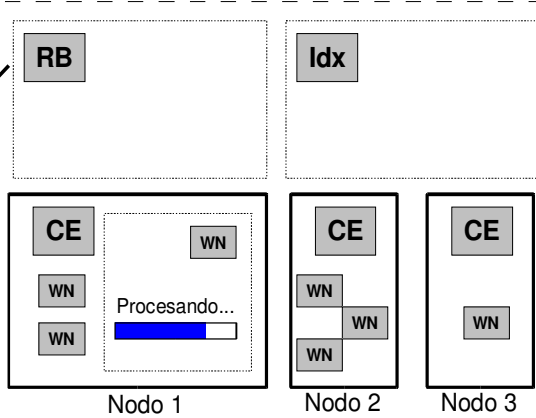 RB
Idx
CE
WN
WN
WN
Procesando...
Nodo 1
CE
WN
WN
WN
Nodo 2
CE
WN
Nodo 3